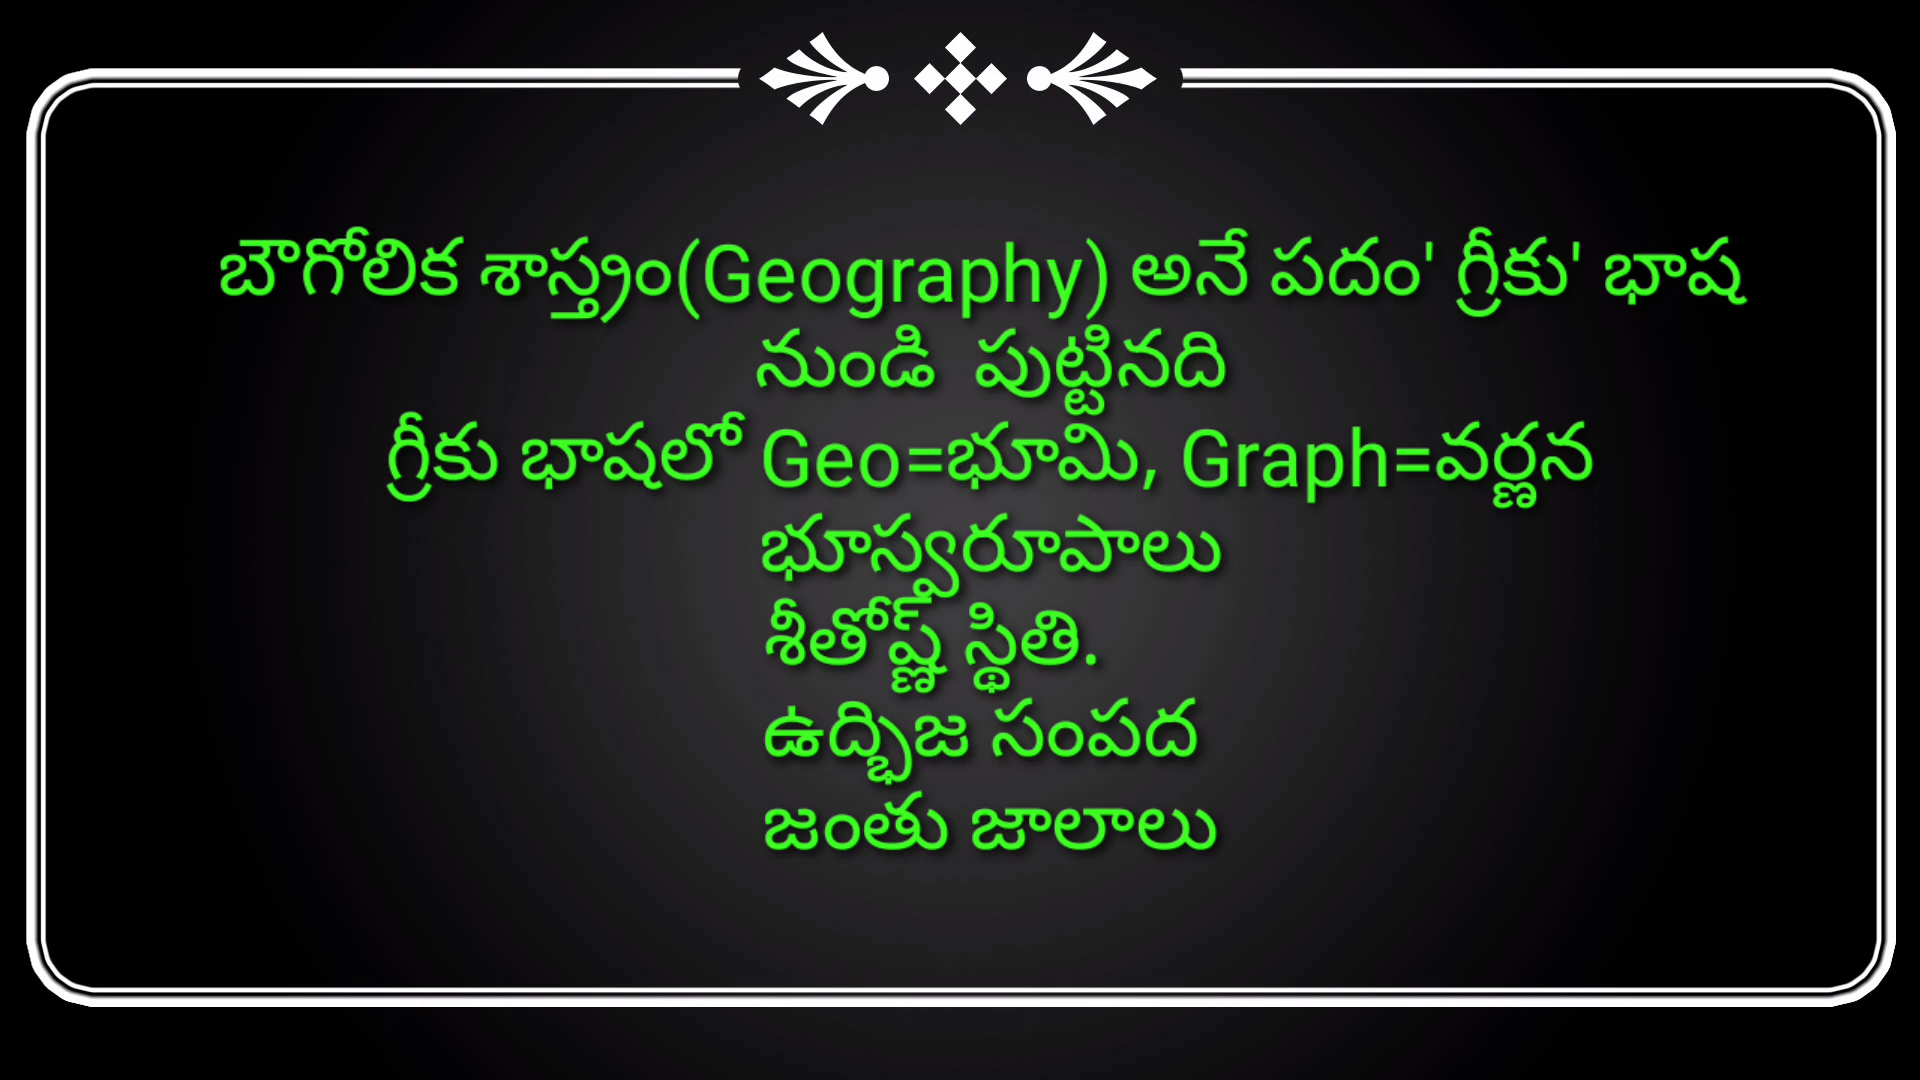 బౌగోలిక శాస్త్రం(Geography) అనే పదం' గ్రీకు' భాష
నుండి  పుట్టినది
గ్రీకు భాషలో Geo=భూమి, Graph=వర్ణన
భూస్వరూపాలు
శీతోష్ణ్ స్థితి.
ఉద్భిజ సంపద
జంతు జాలాలు